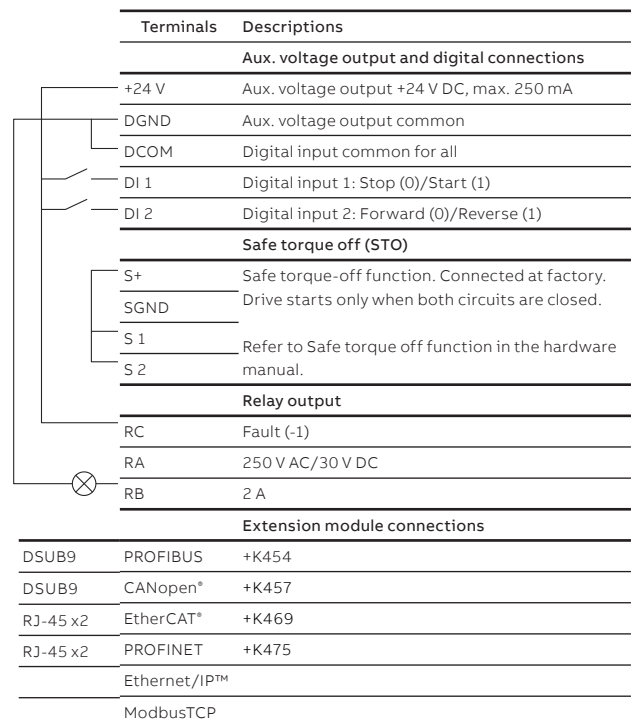 Terminals Descriptions
Aux. voltage output and digital connections
+24 V Aux. voltage output +24 V DC, max. 250 mA
DGND Aux. voltage output common
DCOM Digital input common for all
DI 1 Digital input 1: Stop (0)/Start (1)
DI 2 Digital input 2: Forward (0)/Reverse (1)
Safe torque off (STO)
S+ Safe torque-off function. Connected at factory.
SGND Drive starts only when both circuits are closed.
S 1 Refer to Safe torque off function in the hardware
S 2 manual.
Relay output
RC Fault (-1)
RA 250 V AC/30 V DC
RB 2 A
Extension module connections
DSUB9 PROFIBUS +K454
DSUB9 CANopen® +K457
RJ-45 x2 EtherCAT® +K469
RJ-45 x2 PROFINET +K475
Ethernet/IP™
ModbusTCP